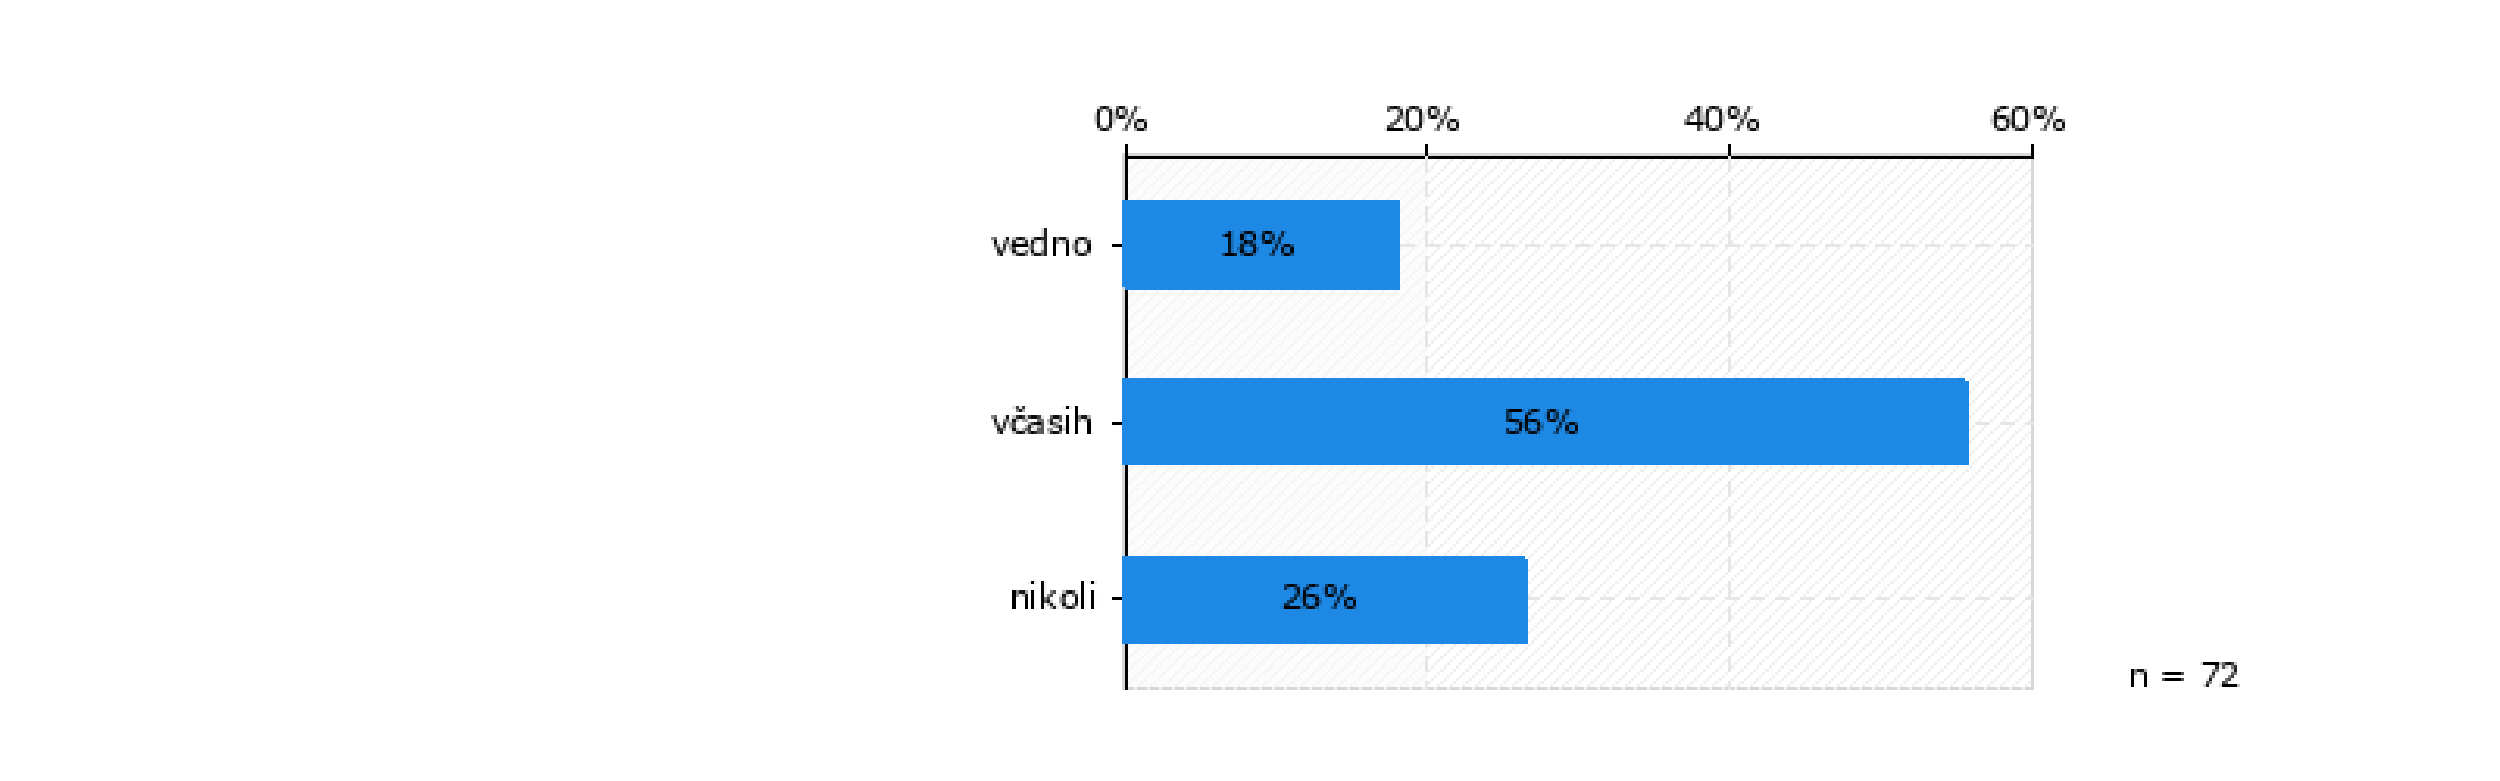 0% 20% 40% 60%
vedno 18%
včasih 56%
nikoli 26%
n = 72